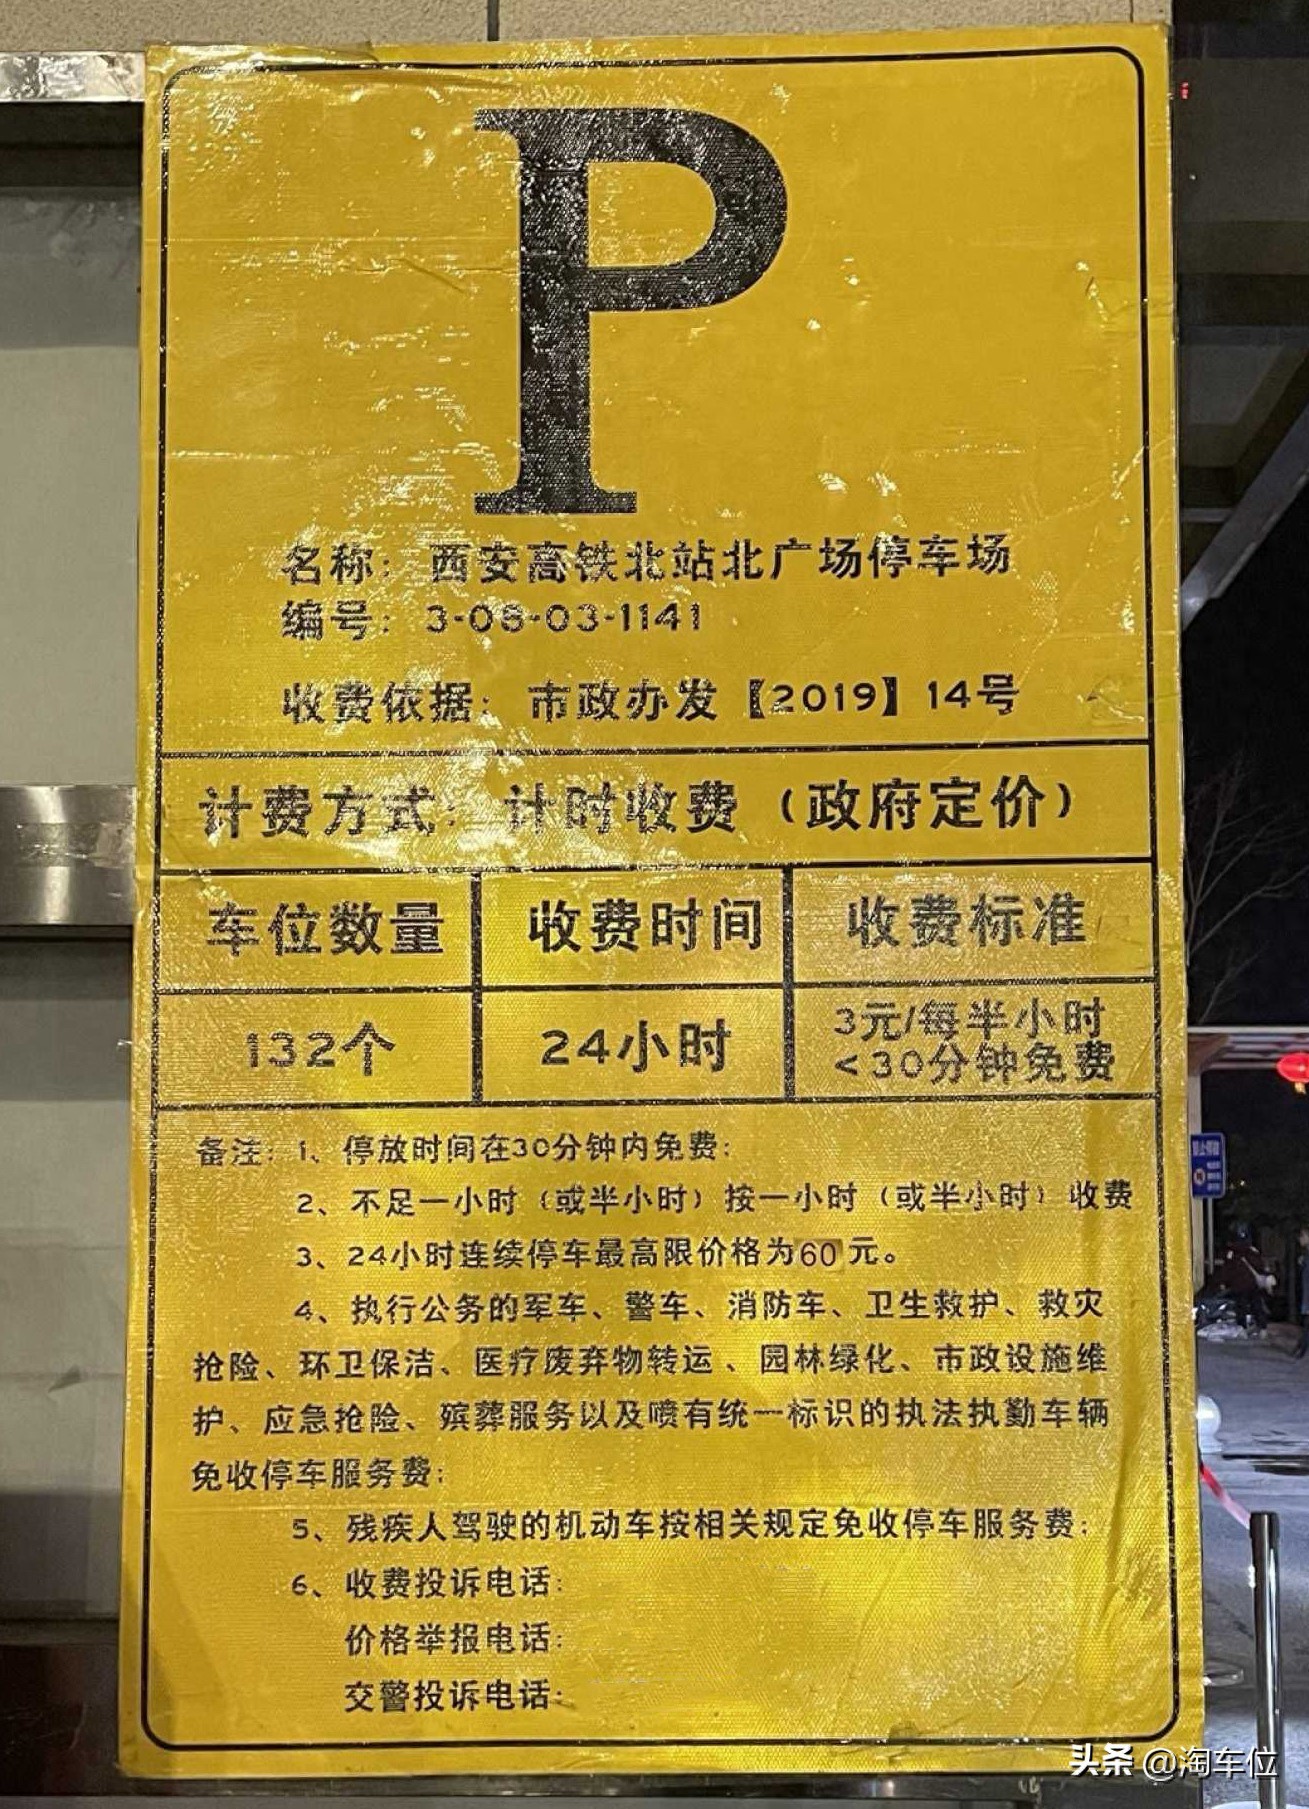 P
名称：西安高铁北站北广场停车场
编号：3-08-03-1141
收费依据：市政办发【2019】14号
计费方式：计时收费（政府定价）
车位数量 收费时间 收费标准
132个 24小时 3元/每半小时
<30分钟免费
备注：1、停放时间在30分钟内免费；
2、不足一小时（或半小时）按一小时（或半小时）收费
3、24小时连续停车最高限价格为60元。
4、执行公务的军车、警车、消防车、卫生救护、救灾
抢险、环卫保洁、医疗废弃物转运、园林绿化、市政设施维
护、应急抢险、殡葬服务以及喷有统一标识的执法执勤车辆
免收停车服务费；
5、残疾人驾驶的机动车按相关规定免收停车服务费；
6、收费投诉电话：
价格举报电话：
交警投诉电话：
头条 @淘车位